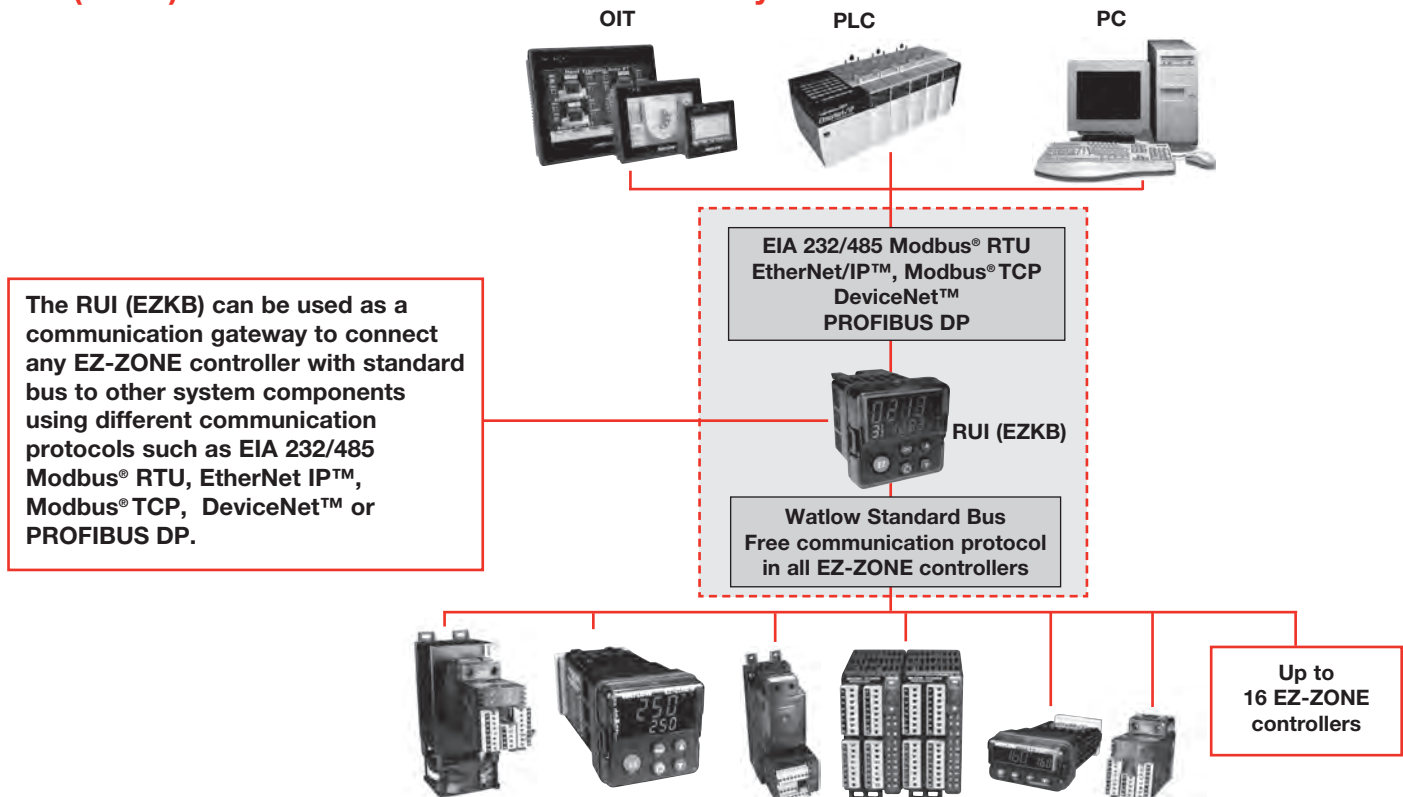 OIT
PLC
PC
EIA 232/485 Modbus® RTU
EtherNet/IP™, Modbus® TCP
DeviceNet™
PROFIBUS DP
The RUI (EZKB) can be used as a
communication gateway to connect
any EZ-ZONE controller with standard
bus to other system components
using different communication
protocols such as EIA 232/485
Modbus® RTU, EtherNet IP™,
Modbus® TCP, DeviceNet™ or
PROFIBUS DP.
RUI (EZKB)
Watlow Standard Bus
Free communication protocol
in all EZ-ZONE controllers
250
250
Up to
16 EZ-ZONE
controllers